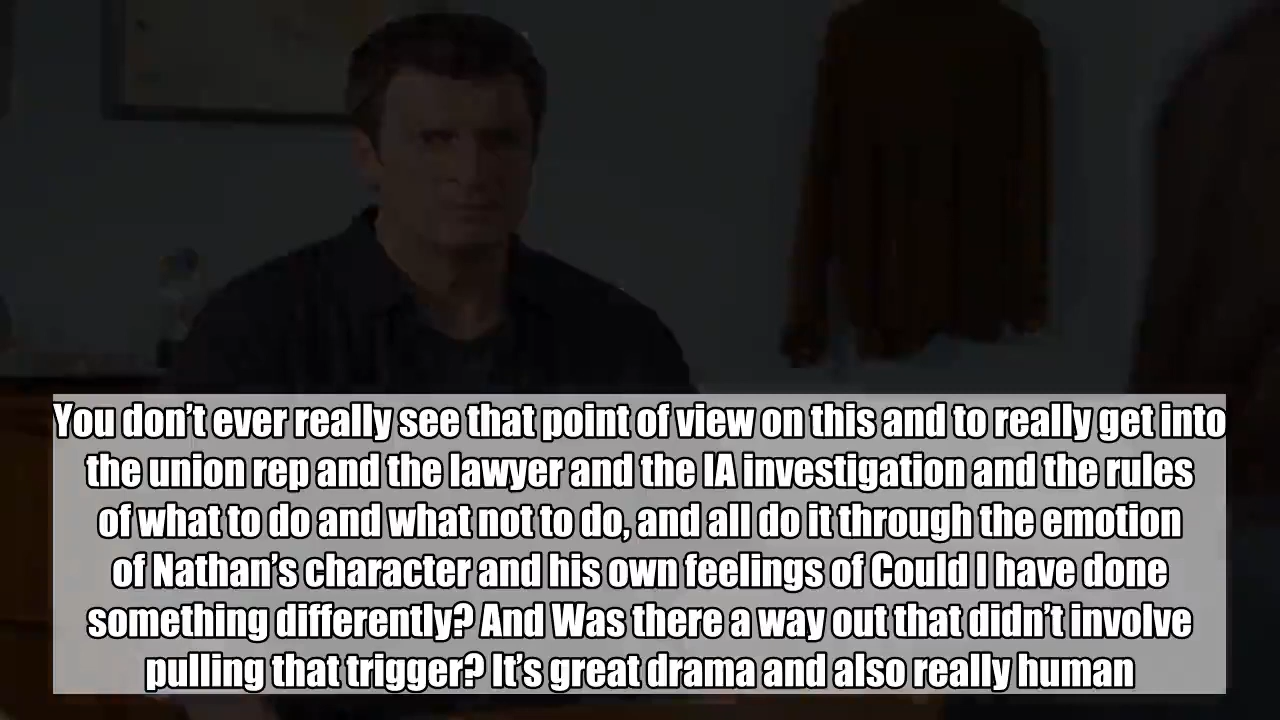 You don’t ever really see that point of view on this and to really get into
the union rep and the lawyer and the IA investigation and the rules
of what to do and what not to do, and all do it through the emotion
of Nathan’s character and his own feelings of Could I have done
something differently? And Was there a way out that didn’t involve
pulling that trigger? It’s great drama and also really human